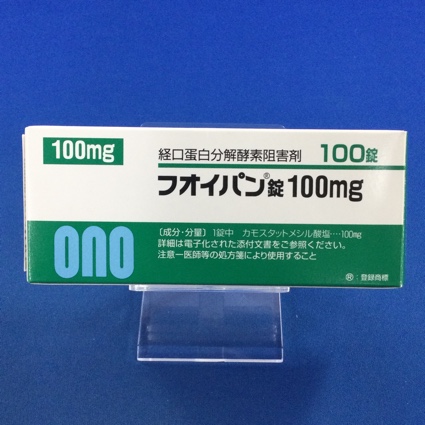 100mg
経口蛋白分解酵素阻害剤 100錠
フオイパン®錠100mg
ono
〔成分・分量〕1錠中 カモスタットメシル酸塩…100mg
詳細は電子化された添付文書をご参照ください。
注意－医師等の処方箋により使用すること
®：登録商標